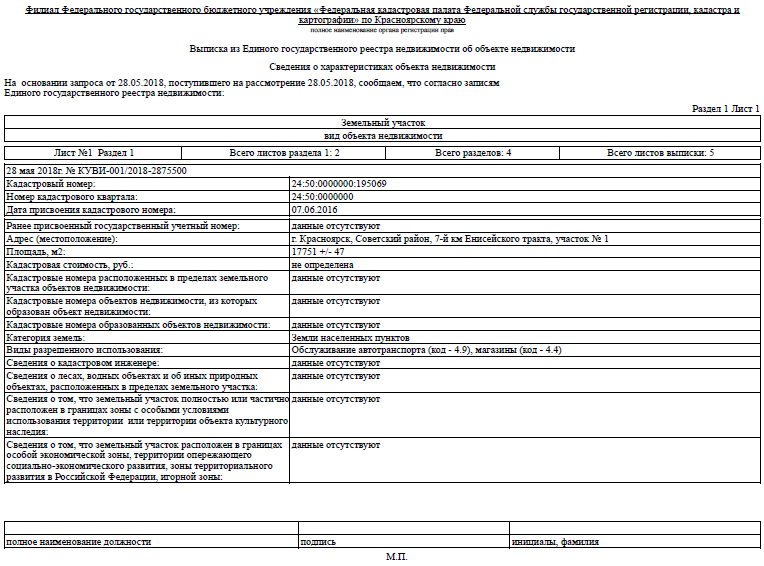 Филиал Федерального государственного бюджетного учреждения «Федеральная кадастровая палата Федеральной службы государственной регистрации, кадастра и
картографии» по Красноярскому краю
полное наименование органа регистрации прав
Выписка из Единого государственного реестра недвижимости об объекте недвижимости
Сведения о характеристиках объекта недвижимости
На основании запроса от 28.05.2018, поступившего на рассмотрение 28.05.2018, сообщаем, что согласно записям
Единого государственного реестра недвижимости:
Раздел 1 Лист 1
Земельный участок
вид объекта недвижимости
Лист №1 Раздел 1 Всего листов раздела 1: 2 Всего разделов: 4 Всего листов выписки: 5
28 мая 2018г. № КУВИ-001/2018-2875500
Кадастровый номер: 24:50:0000000:195069
Номер кадастрового квартала: 24:50:0000000
Дата присвоения кадастрового номера: 07.06.2016
Ранее присвоенный государственный учетный номер: данные отсутствуют
Адрес (местоположение): г. Красноярск, Советский район, 7-й км Енисейского тракта, участок № 1
Площадь, м2: 17751 +/- 47
Кадастровая стоимость, руб.: не определена
Кадастровые номера расположенных в пределах земельного данные отсутствуют
участка объектов недвижимости:
Кадастровые номера объектов недвижимости, из которых данные отсутствуют
образован объект недвижимости:
Кадастровые номера образованных объектов недвижимости: данные отсутствуют
Категория земель: Земли населенных пунктов
Виды разрешенного использования: Обслуживание автотранспорта (код - 4.9), магазины (код - 4.4)
Сведения о кадастровом инженере: данные отсутствуют
Сведения о лесах, водных объектах и об иных природных данные отсутствуют
объектах, расположенных в пределах земельного участка:
Сведения о том, что земельный участок полностью или частично данные отсутствуют
расположен в границах зоны с особыми условиями
использования территории или территории объекта культурного
наследия:
Сведения о том, что земельный участок расположен в границах данные отсутствуют
особой экономической зоны, территории опережающего
социально-экономического развития, зоны территориального
развития в Российской Федерации, игорной зоны:
полное наименование должности подпись инициалы, фамилия
М.П.